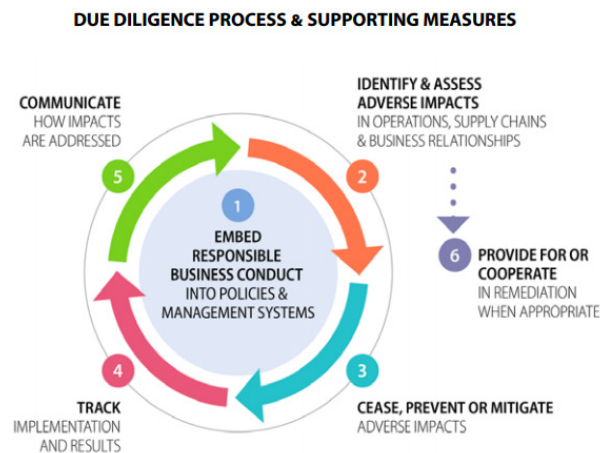 DUE DILIGENCE PROCESS & SUPPORTING MEASURES
1
EMBED
RESPONSIBLE
BUSINESS CONDUCT
INTO POLICIES &
MANAGEMENT SYSTEMS
2
IDENTIFY & ASSESS
ADVERSE IMPACTS
IN OPERATIONS, SUPPLY CHAINS
& BUSINESS RELATIONSHIPS
3
CEASE, PREVENT OR MITIGATE
ADVERSE IMPACTS
4
TRACK
IMPLEMENTATION
AND RESULTS
5
COMMUNICATE
HOW IMPACTS
ARE ADDRESSED
6
PROVIDE FOR OR
COOPERATE
IN REMEDIATION
WHEN APPROPRIATE